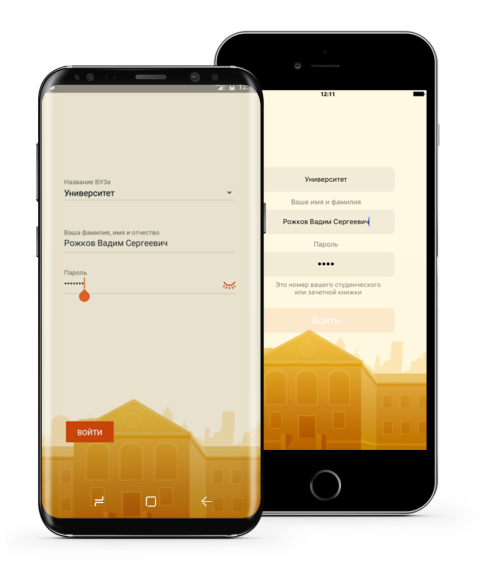 Название ВУЗа
Университет
Ваша фамилия, имя и отчество
Рожков Вадим Сергеевич
Пароль
•••••••
ВОЙТИ
12:11
Университет
Ваше имя и фамилия
Рожков Вадим Сергеевич
Пароль
••••
Это номер вашего студенческого
или зачетной книжки
Войти